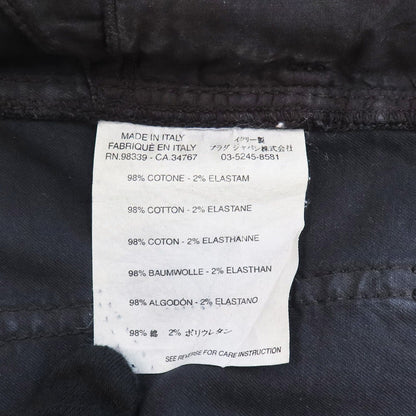 MADE IN ITALY
FABRIQUÉ EN ITALY
RN.98339 - CA.34767
イタリー製
プラダ ジャパン株式会社
03-5245-8581
98% COTONE - 2% ELASTAM
98% COTTON - 2% ELASTANE
98% COTON - 2% ELASTHANNE
98% BAUMWOLLE - 2% ELASTHAN
98% ALGODÓN - 2% ELASTANO
98% 綿 2% ポリウレタン
SEE REVERSE FOR CARE INSTRUCTION